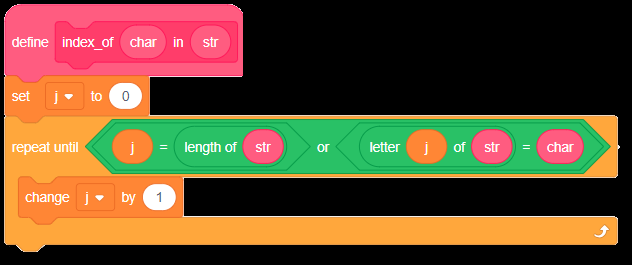 define index_of char in str
set j to 0
repeat until j = length of str or letter j of str = char
change j by 1